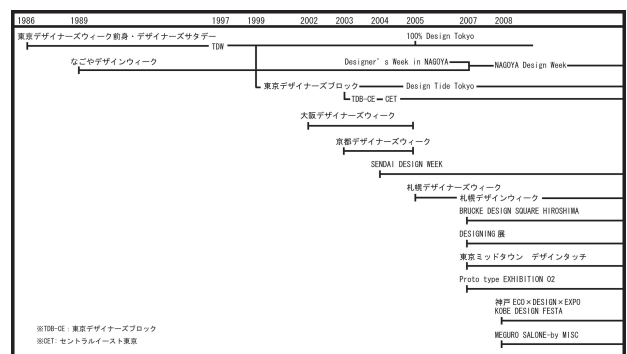 1986 1989 1997 1999 2002 2003 2004 2005 2007 2008
東京デザイナーズウィーク前身・デザイナーズサタデー
TDW
100% Design Tokyo
なごやデザインウィーク
Designer's Week in NAGOYA
NAGOYA Design Week
東京デザイナーズブロック
Design Tide Tokyo
TDB-CE
CET
大阪デザイナーズウィーク
京都デザイナーズウィーク
SENDAI DESIGN WEEK
札幌デザイナーズウィーク
札幌デザインウィーク
BRUCKE DESIGN SQUARE HIROSHIMA
DESIGNING 展
東京ミッドタウン デザインタッチ
Proto type EXHIBITION 02
神戸 ECO×DESIGN×EXPO
KOBE DESIGN FESTA
MEGURO SALONE-by MISC
※TDB-CE：東京デザイナーズブロック
※CET: セントラルイースト東京